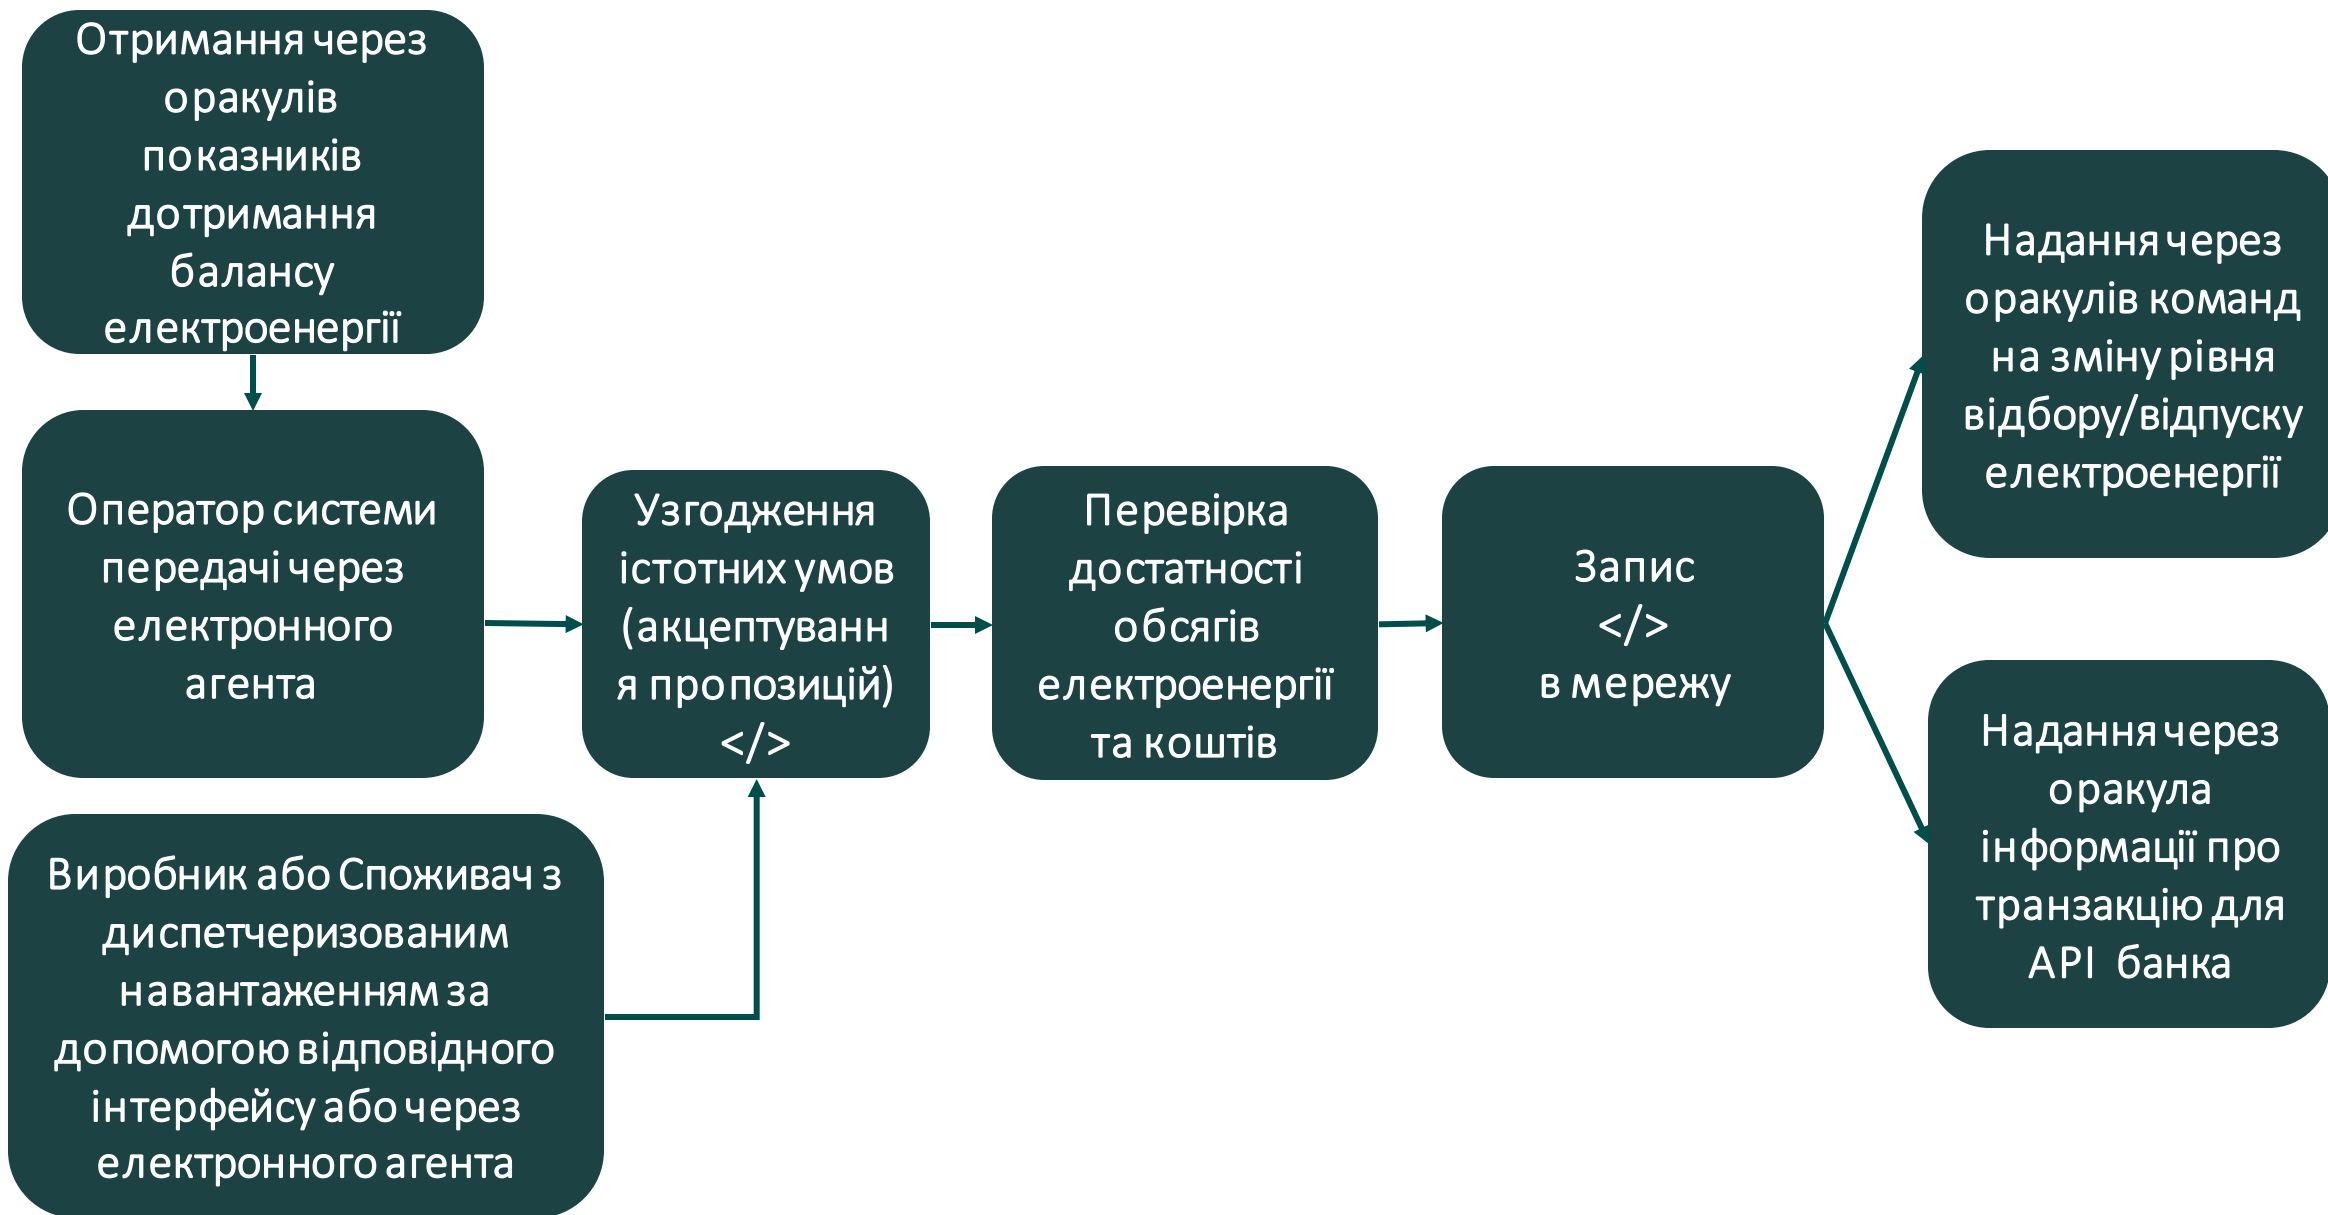 Отримання через
оракулів
показників
дотримання
балансу
електроенергії
Оператор системи
передачі через
електронного
агента
Виробник або Споживач з
диспетчеризованим
навантаженням за
допомогою відповідного
інтерфейсу або через
електронного агента
Узгодження
істотних умов
(акцептуванн
я пропозицій)
</>
Перевірка
достатності
обсягів
електроенергії
та коштів
Запис
</>
в мережу
Надання через
оракулів команд
на зміну рівня
відбору/відпуску
електроенергії
Надання через
оракула
інформації про
транзакцію для
АРІ банка